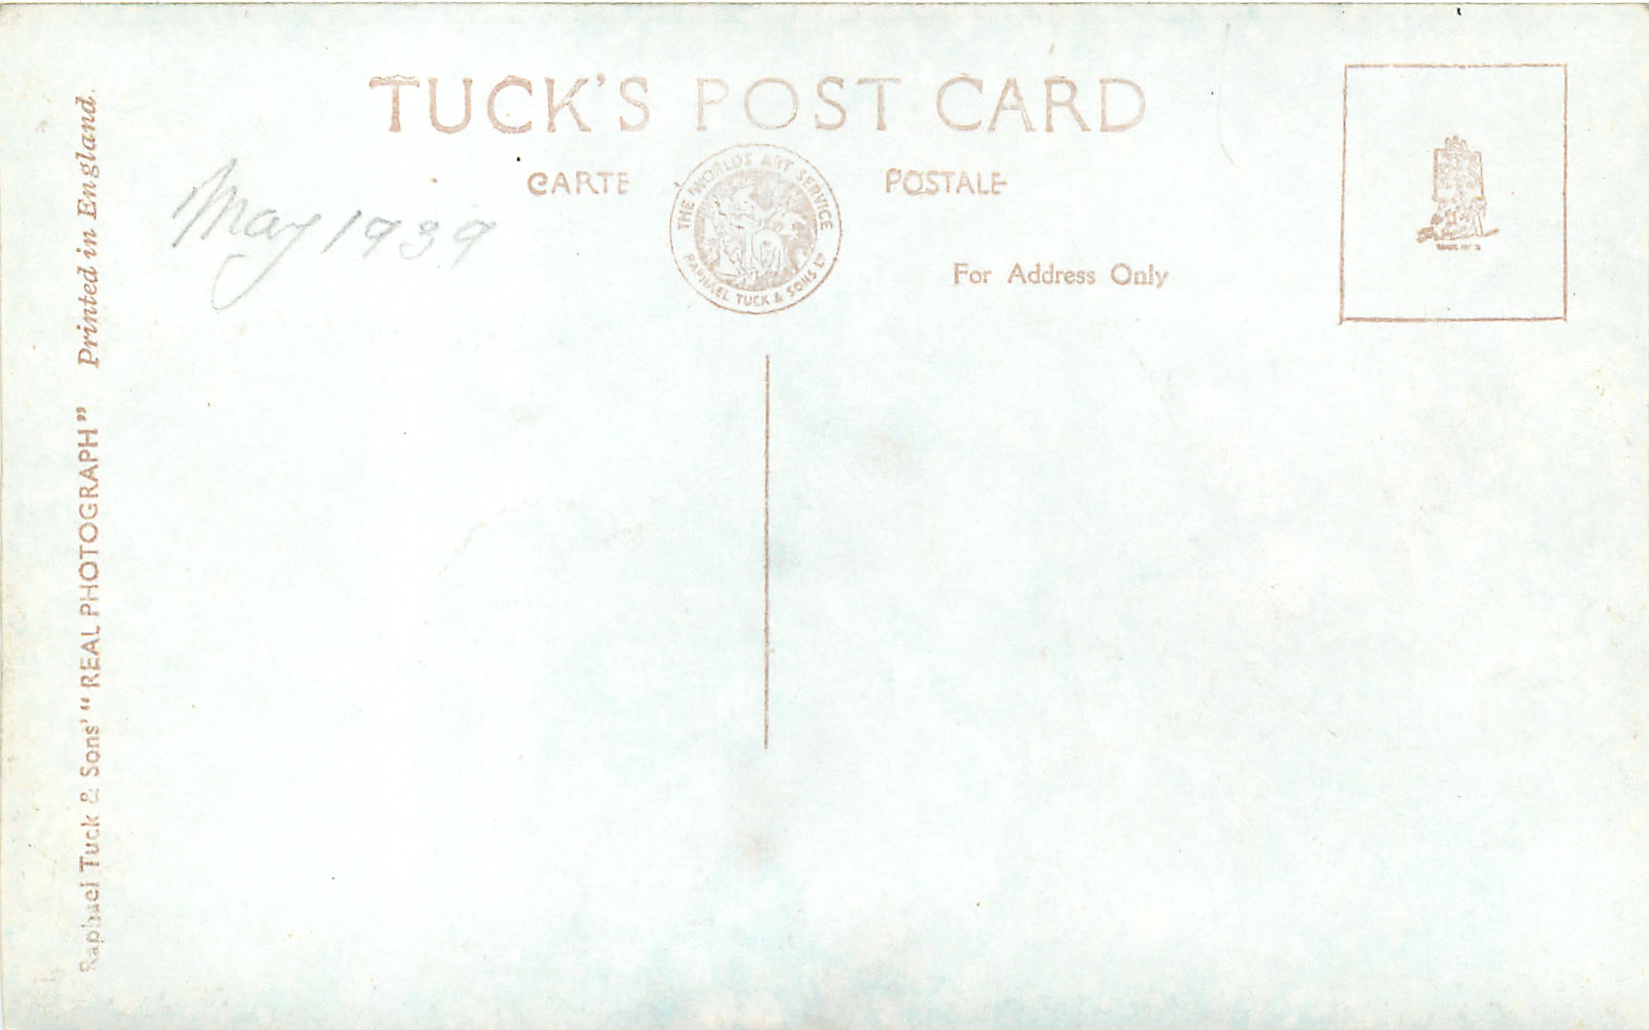 TUCK'S POST CARD
CARTE POSTALE
THE WORLDS ART SERVICE
RAPHAEL TUCK & SONS LD
For Address Only
May 1939
Raphael Tuck & Sons' "REAL PHOTOGRAPH" Printed in England.